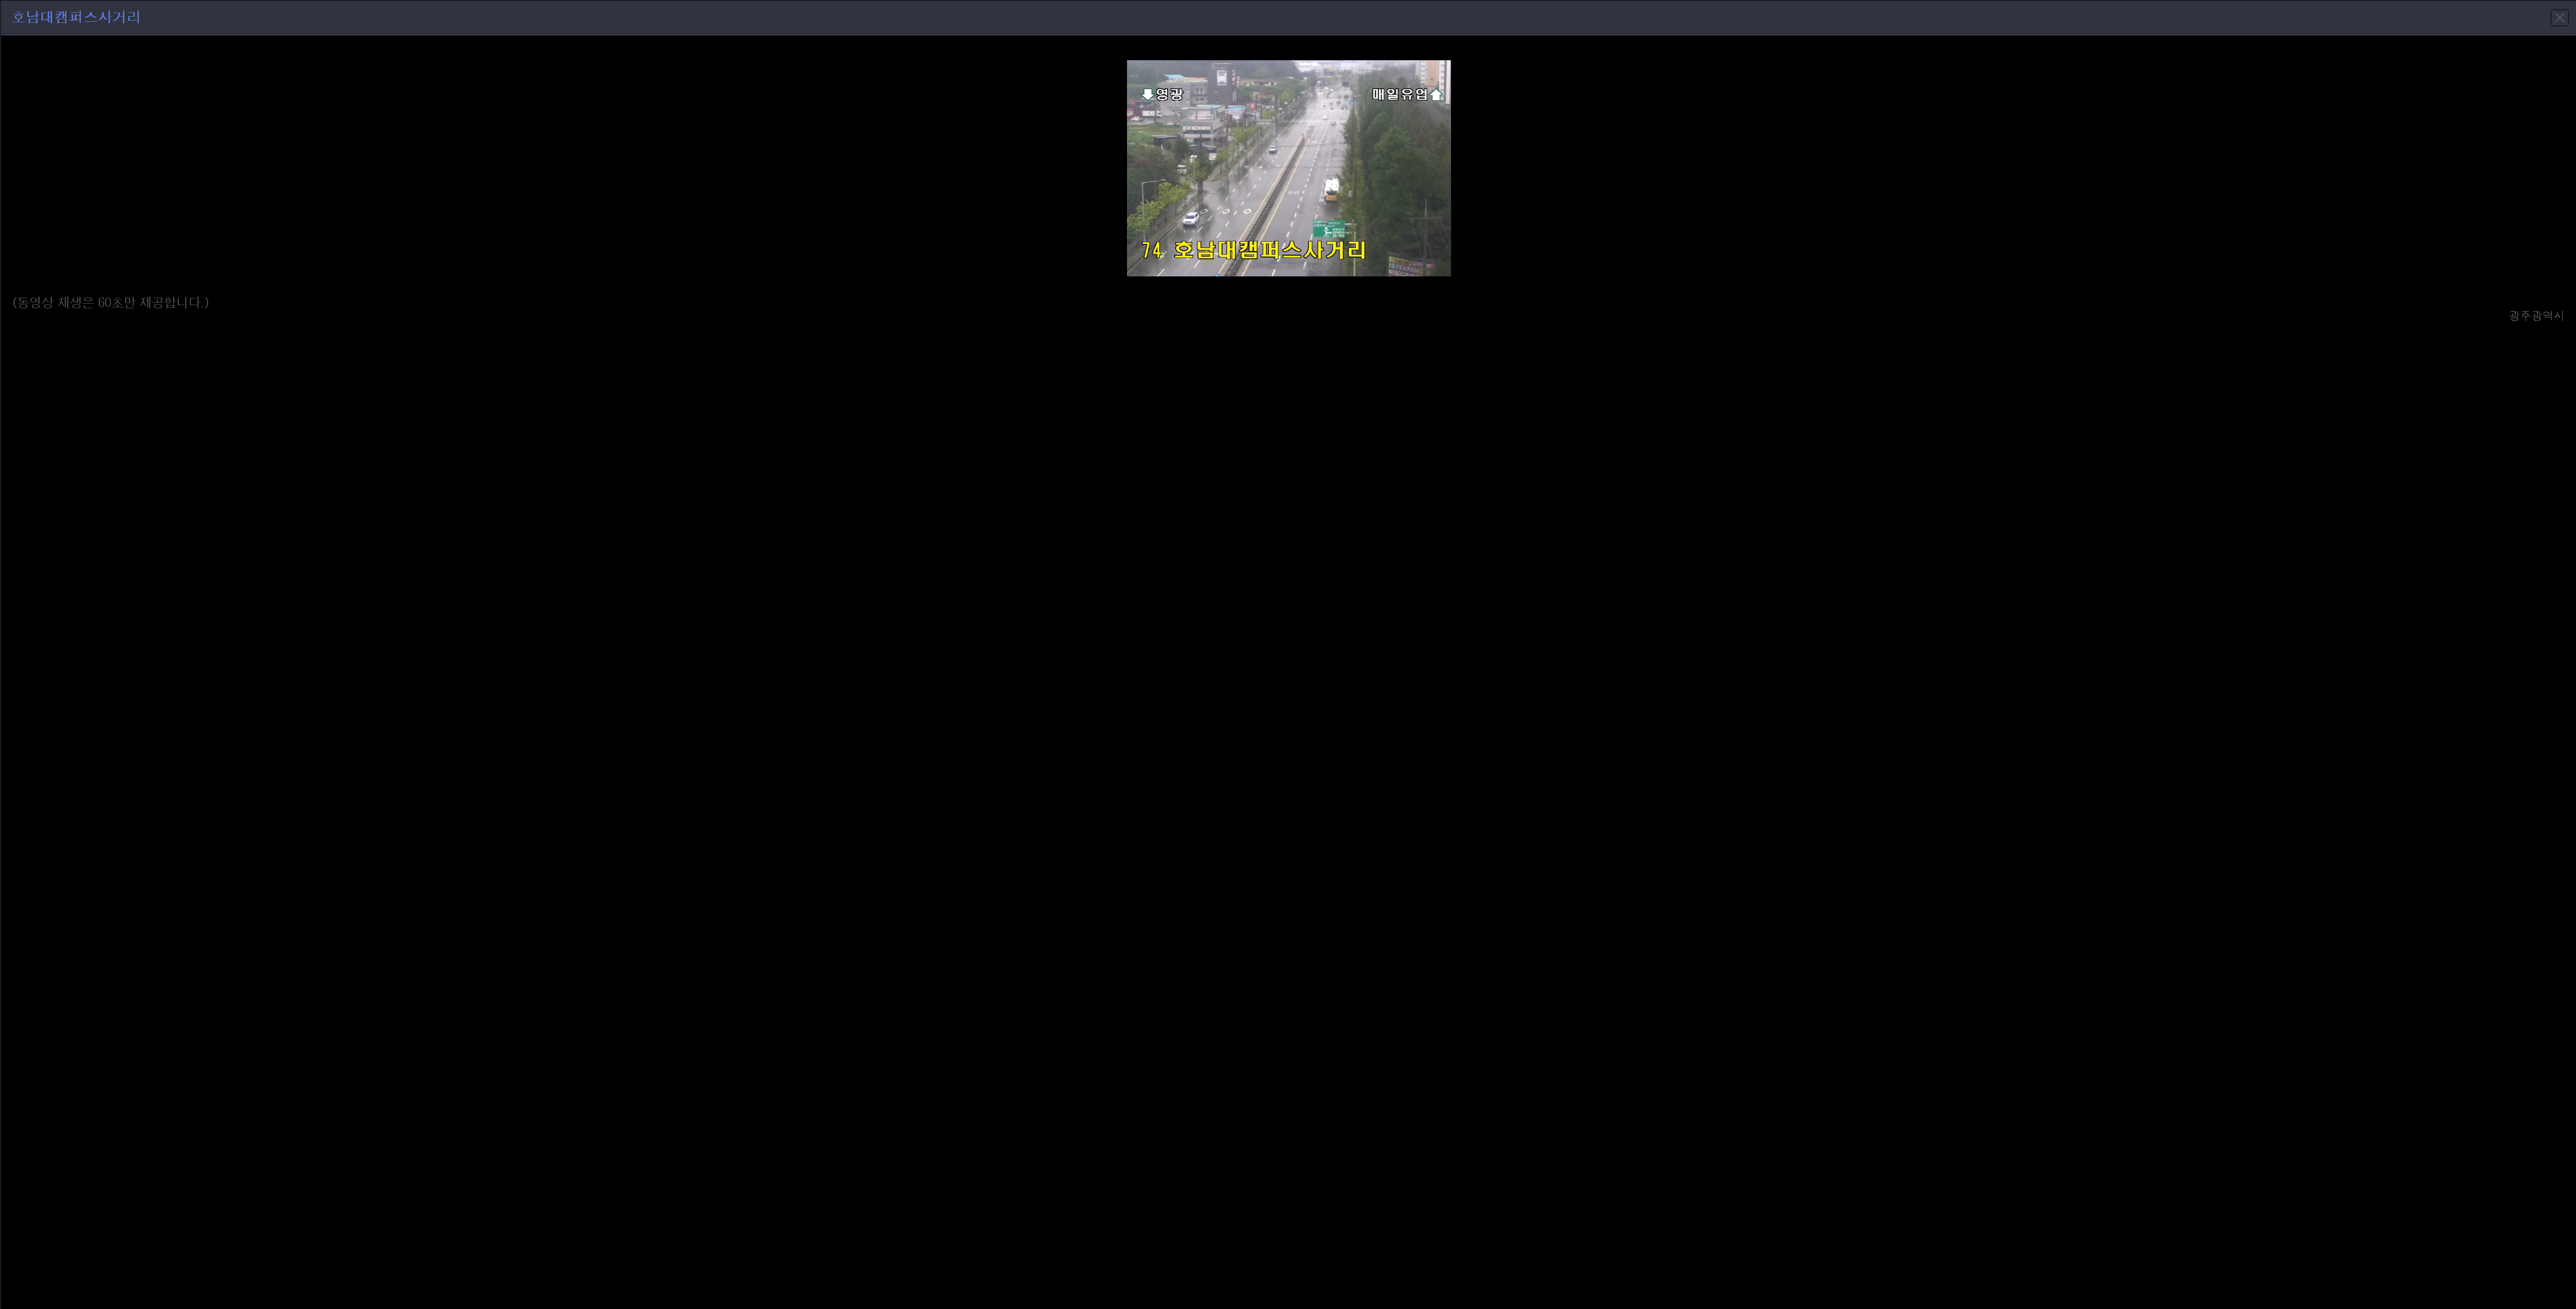 호남대캠퍼스사거리
영광
매일유업
74 호남대캠퍼스사거리
(동영상 재생은 60초만 제공합니다.)
광주광역시